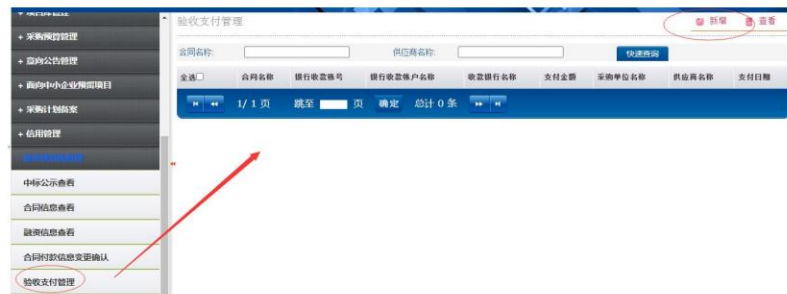 验收支付管理
新增 查看
合同名称: 供应商名称: 快速查询
全选 合同名称 银行收款账号 银行收款账户名称 收款银行名称 支付金额 采购单位名称 供应商名称 支付日期
1/ 1 页 跳至 页 确定 总计 0 条
+ 采购预算管理
+ 意向公告管理
+ 面向中小企业预留项目
+ 采购计划备案
+ 信用管理
中标公示查看
合同信息查看
融资信息查看
合同付款信息变更确认
验收支付管理